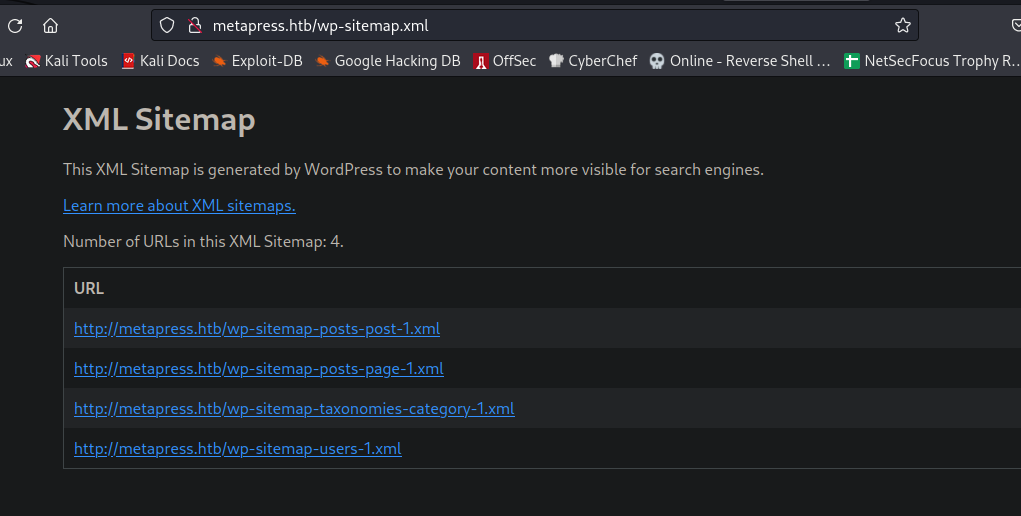 metapress.htb/wp-sitemap.xml
ux Kali Tools Kali Docs Exploit-DB Google Hacking DB OffSec CyberChef Online - Reverse Shell ... NetSecFocus Trophy R...
XML Sitemap
This XML Sitemap is generated by WordPress to make your content more visible for search engines.
Learn more about XML sitemaps.
Number of URLs in this XML Sitemap: 4.
URL
http://metapress.htb/wp-sitemap-posts-post-1.xml
http://metapress.htb/wp-sitemap-posts-page-1.xml
http://metapress.htb/wp-sitemap-taxonomies-category-1.xml
http://metapress.htb/wp-sitemap-users-1.xml